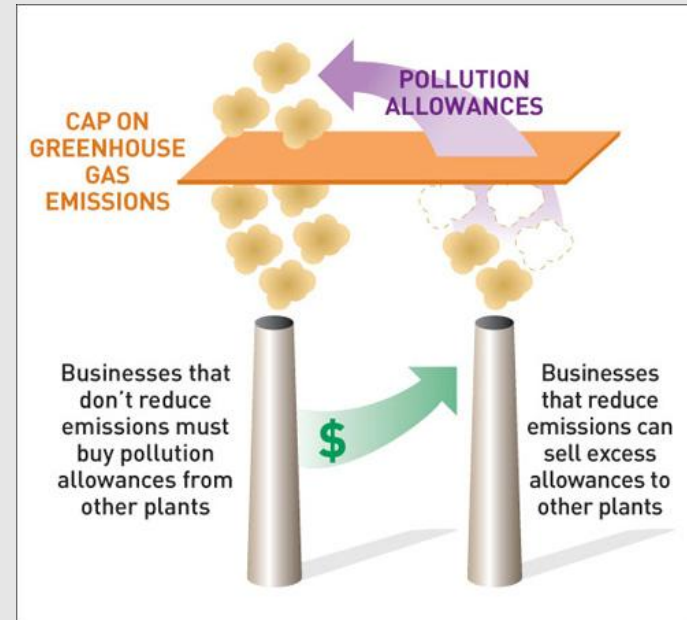 POLLUTION
ALLOWANCES
CAP ON
GREENHOUSE
GAS
EMISSIONS
Businesses that
don't reduce
emissions must
buy pollution
allowances from
other plants
$
Businesses
that reduce
emissions can
sell excess
allowances to
other plants